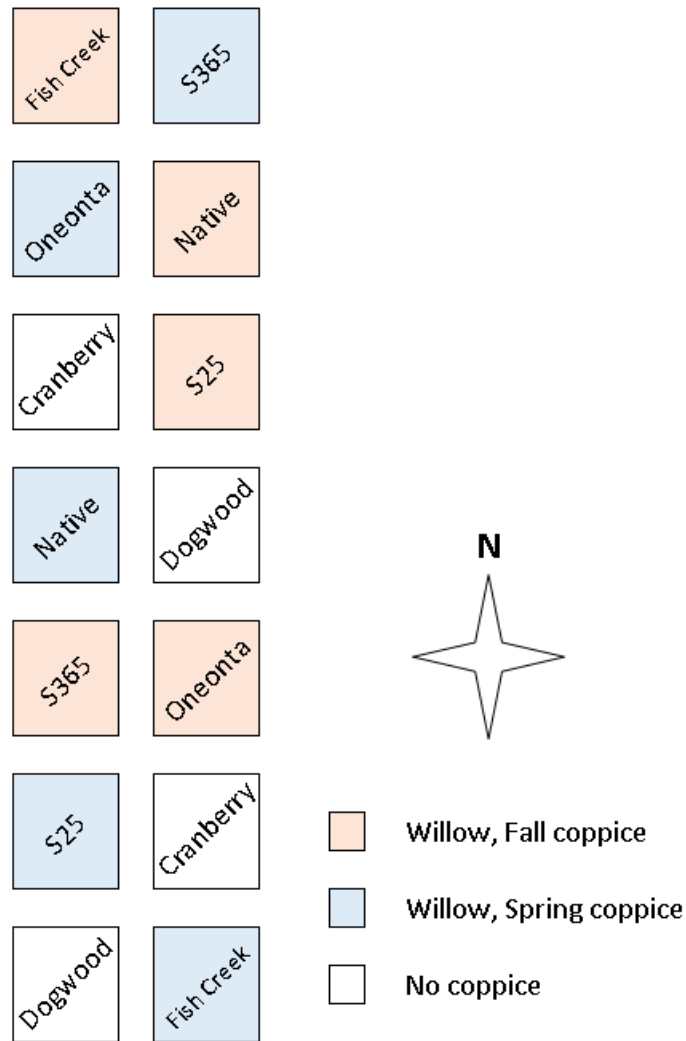 Fish Creek
S365
Oneonta
Native
Cranberry
S25
Native
Dogwood
S365
Oneonta
S25
Cranberry
Dogwood
Fish Creek
N
Willow, Fall coppice
Willow, Spring coppice
No coppice